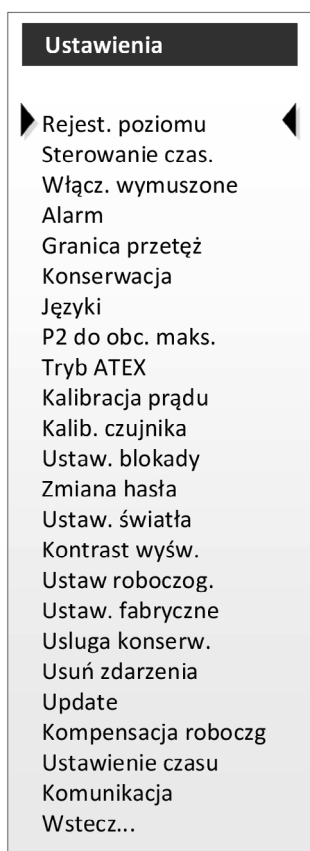 Ustawienia
Rejest. poziomu
Sterowanie czas.
Włącz. wymuszone
Alarm
Granica przetęż
Konserwacja
Języki
P2 do obc. maks.
Tryb ATEX
Kalibracja prądu
Kalib. czujnika
Ustaw. blokady
Zmiana hasła
Ustaw. światła
Kontrast wyśw.
Ustaw roboczog.
Ustaw. fabryczne
Usluga konserw.
Usuń zdarzenia
Update
Kompensacja roboczg
Ustawienie czasu
Komunikacja
Wstecz...